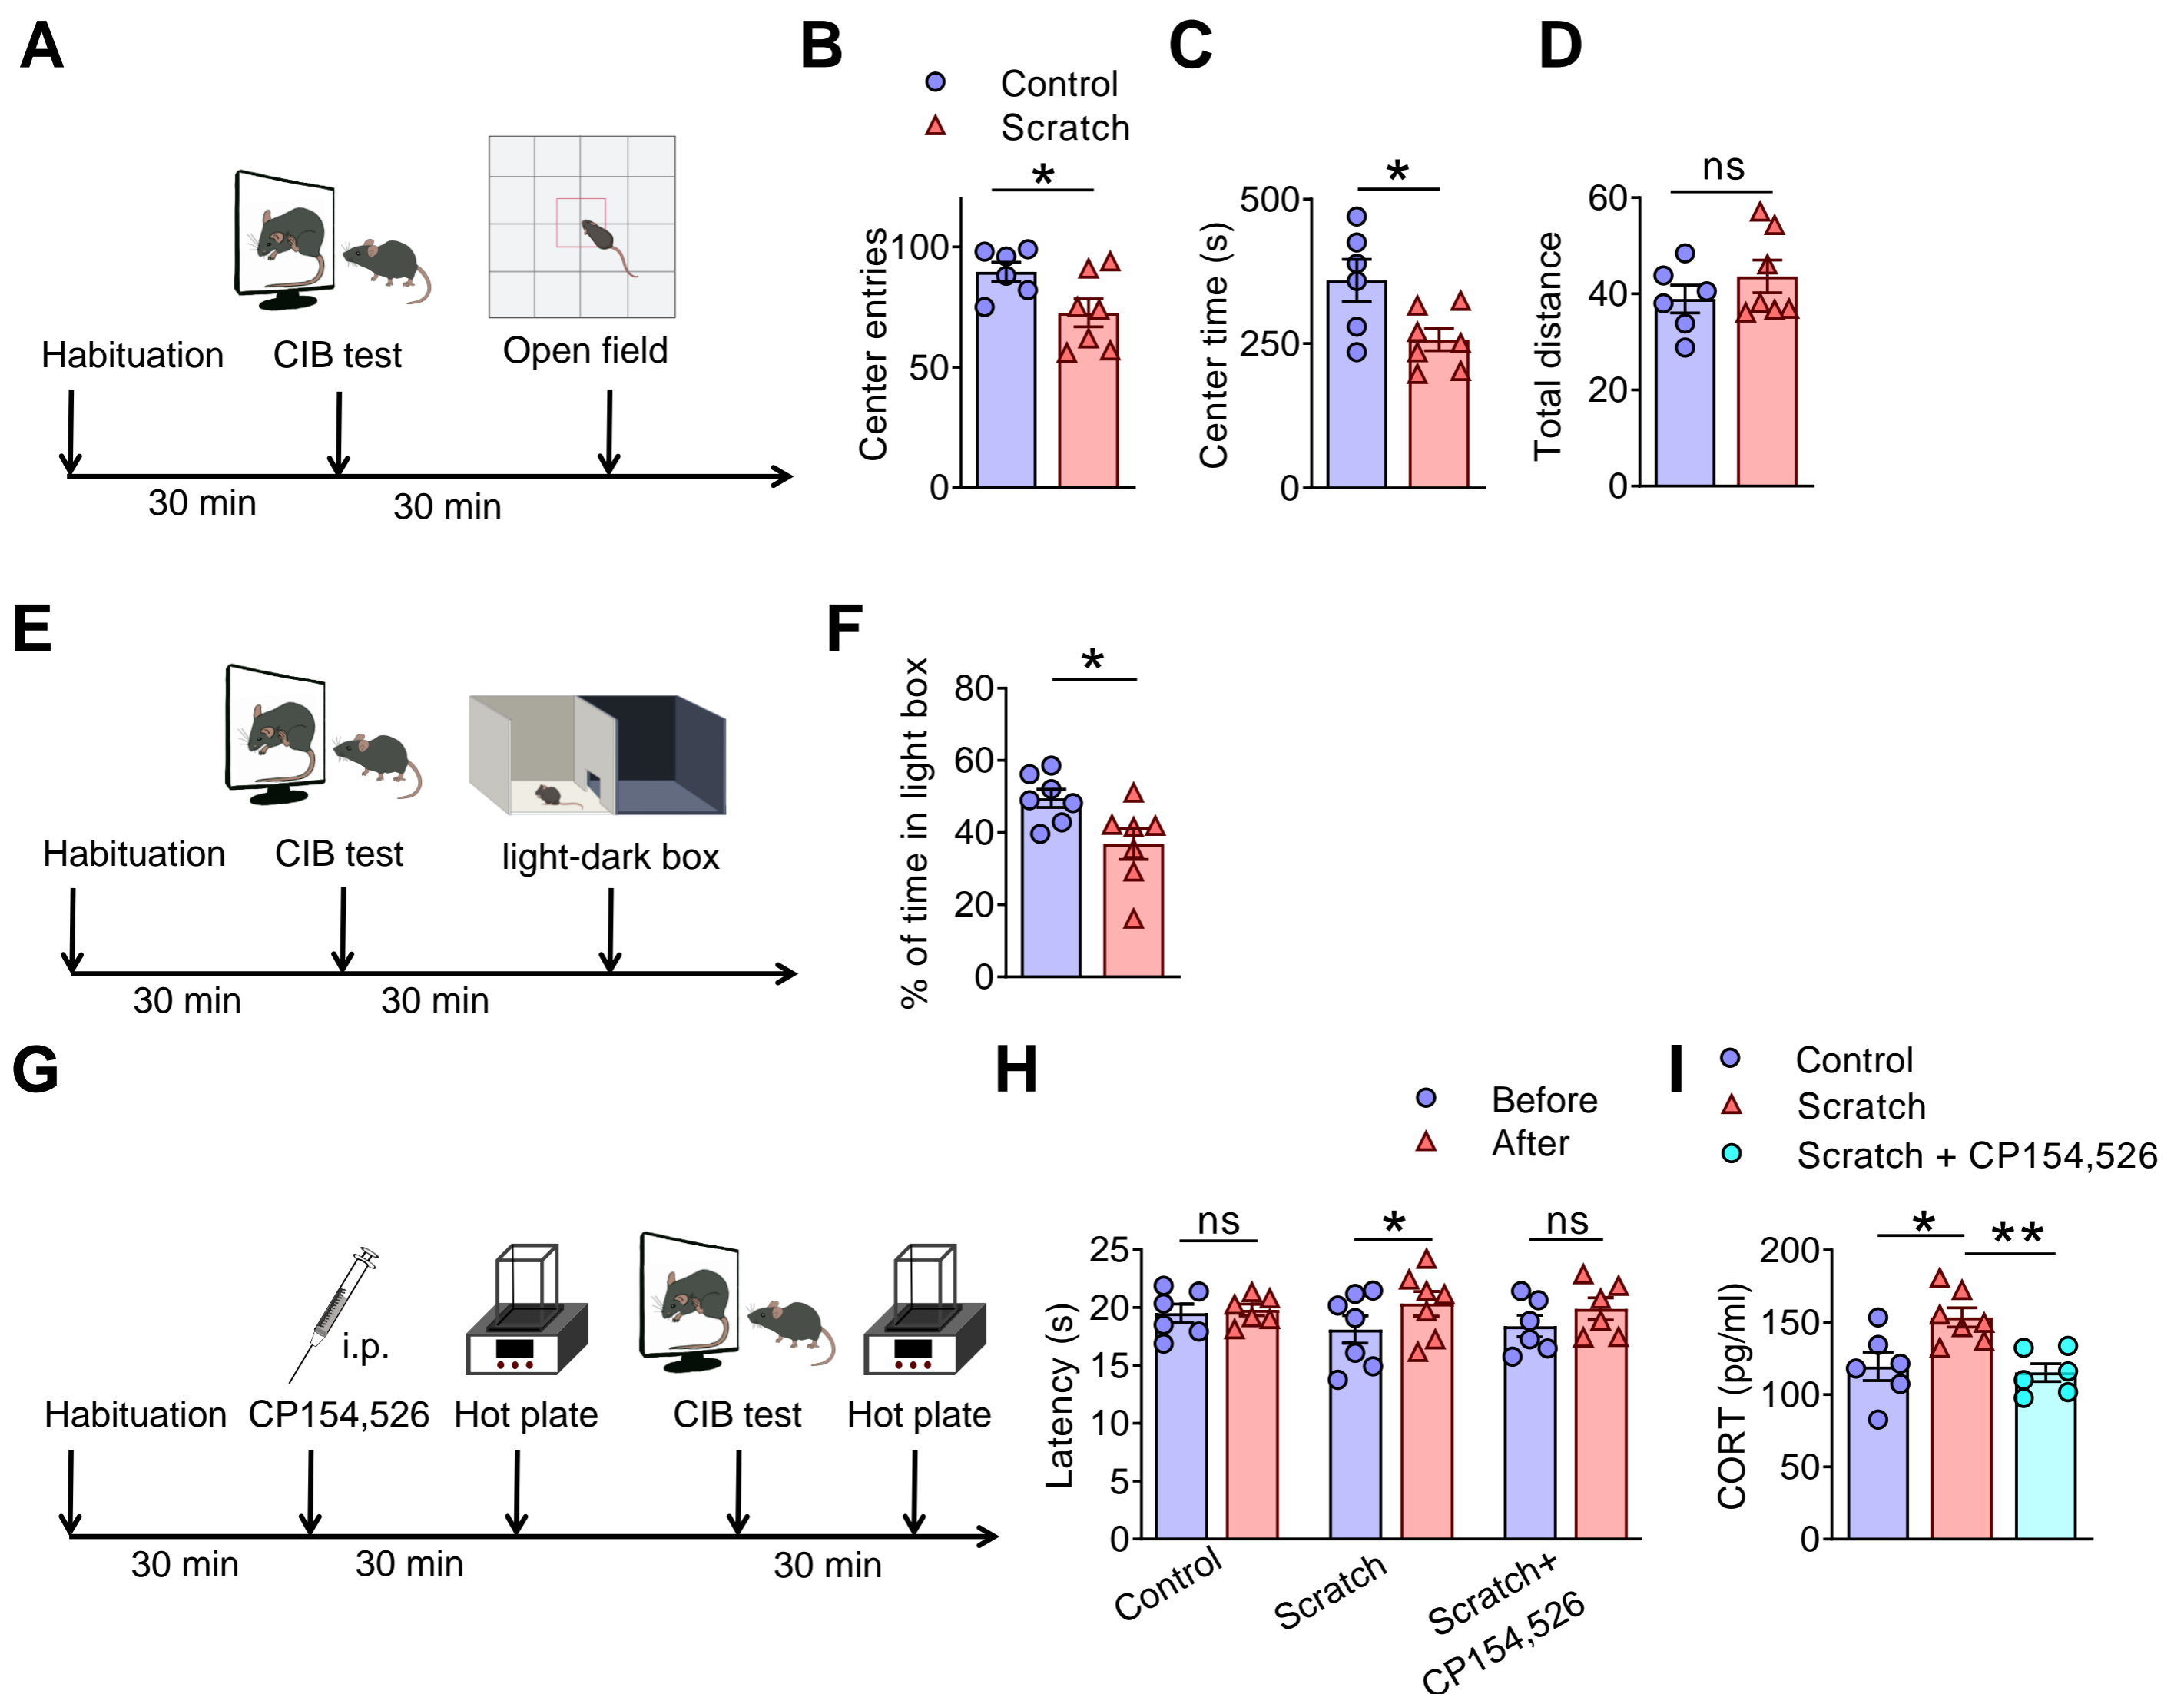 A
Habituation
CIB test
Open field
30 min
30 min
B
Control
Scratch
*
Center entries
100
50
0
C
*
Center time (s)
500
250
0
D
ns
Total distance
60
40
20
0
E
Habituation
CIB test
light-dark box
30 min
30 min
F
*
% of time in light box
80
60
40
20
0
G
i.p.
Habituation
CP154,526
Hot plate
CIB test
Hot plate
30 min
30 min
30 min
H
Before
After
ns
*
ns
Latency (s)
25
20
15
10
5
0
Control
Scratch
Scratch+
CP154,526
I
Control
Scratch
Scratch + CP154,526
*
**
CORT (pg/ml)
200
150
100
50
0